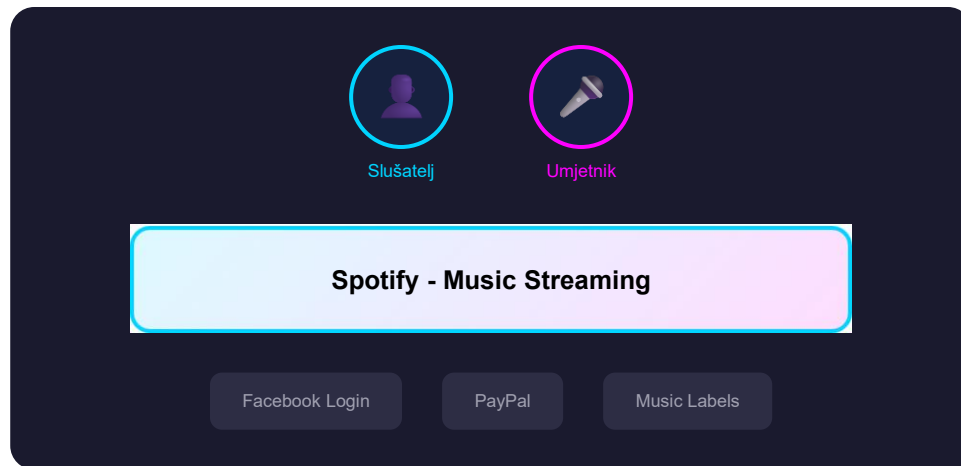 Slušatelj
Umjetnik
Spotify - Music Streaming
Facebook Login
PayPal
Music Labels